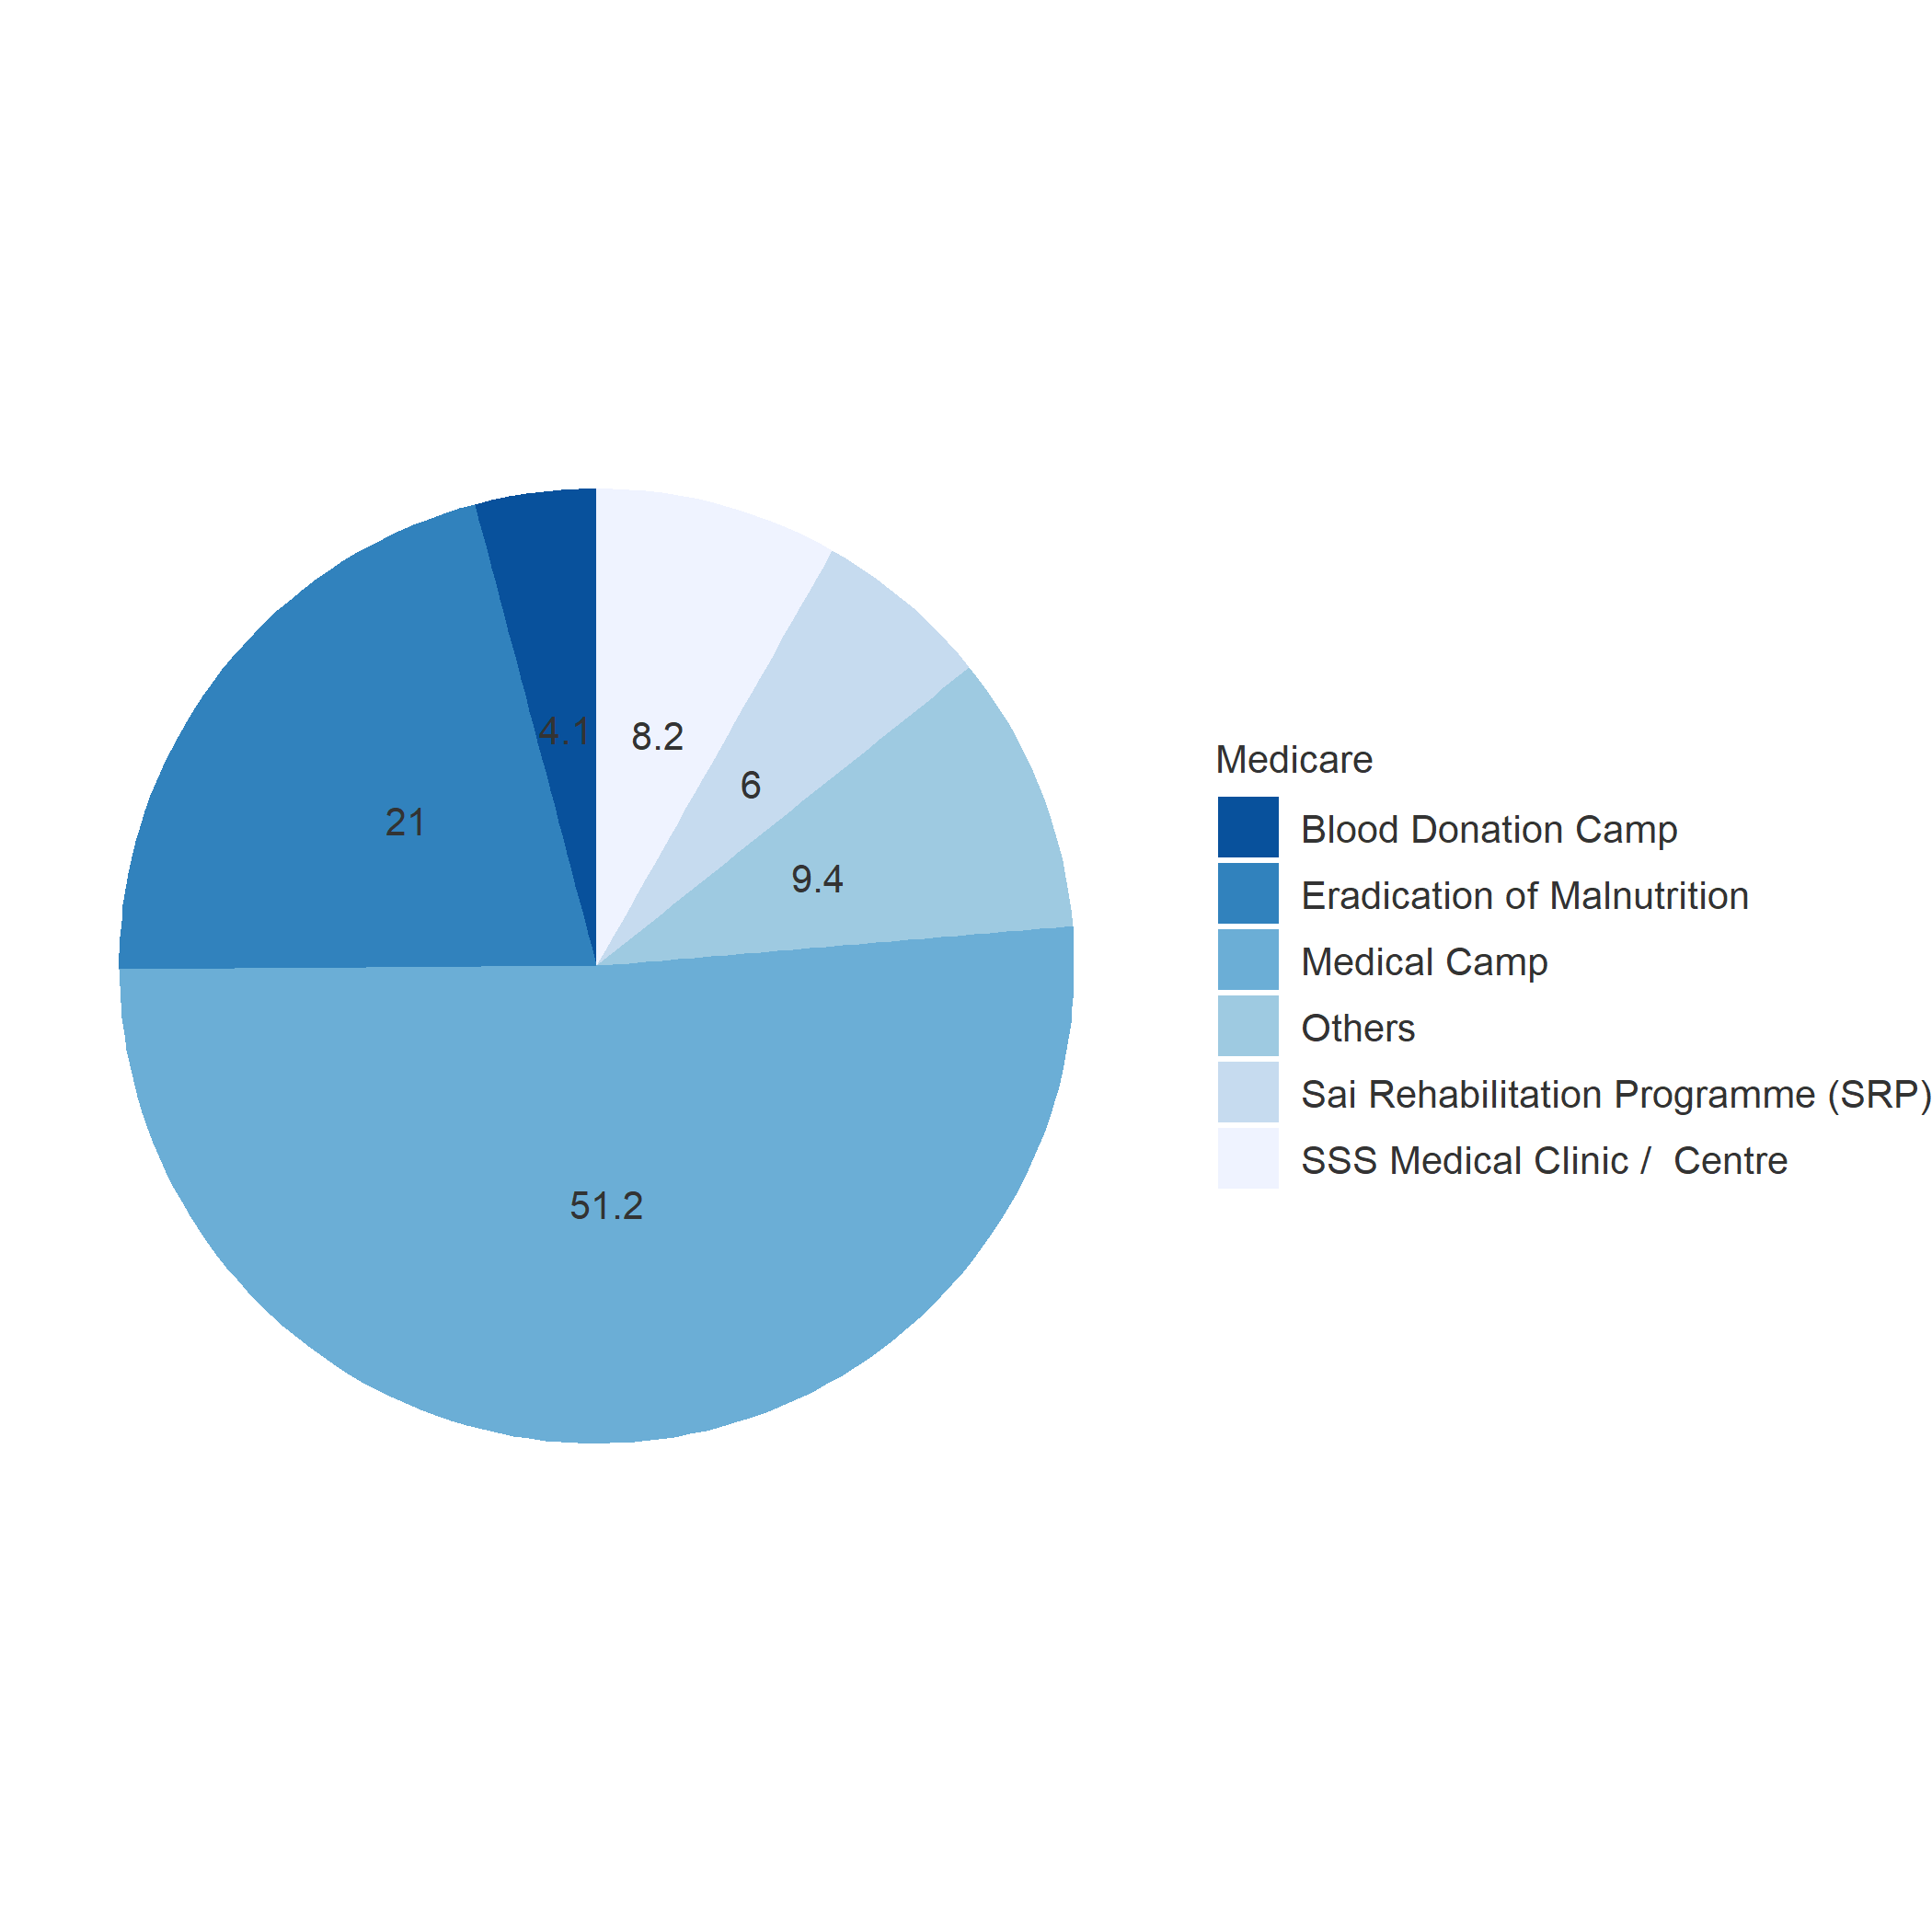 4.1
8.2
6
21
9.4
51.2
Medicare
Blood Donation Camp
Eradication of Malnutrition
Medical Camp
Others
Sai Rehabilitation Programme (SRP)
SSS Medical Clinic /  Centre